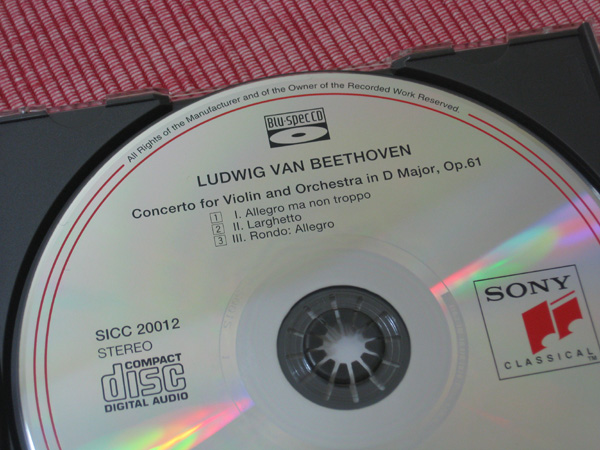 All Rights of the Manufacturer and of the Owner of the Recorded Work Reserved.
Blu-spec CD
LUDWIG VAN BEETHOVEN
Concerto for Violin and Orchestra in D Major, Op.61
1 I. Allegro ma non troppo
2 II. Larghetto
3 III. Rondo: Allegro
SICC 20012
STEREO
COMPACT
disc
DIGITAL AUDIO
SONY
CLASSICAL™